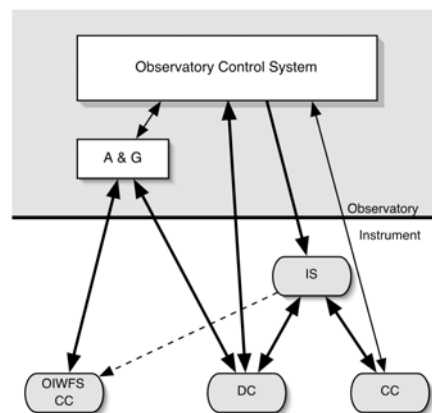 Observatory Control System
A & G
Observatory
Instrument
IS
OIWFS
CC
DC
CC